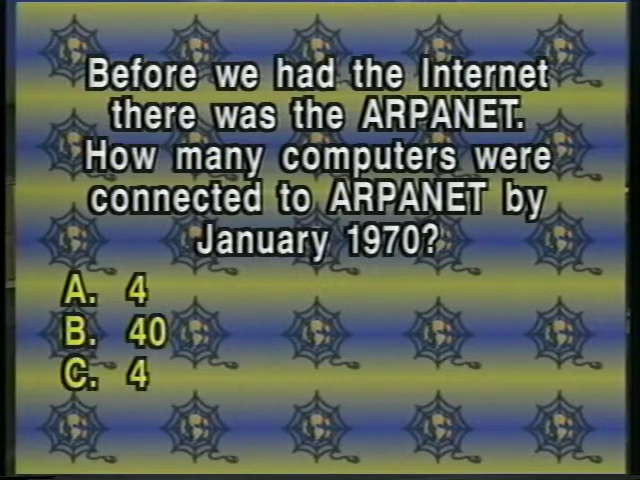 Before we had the Internet
there was the ARPANET.
How many computers were
connected to ARPANET by
January 1970?
A. 4
B. 40
C. 4